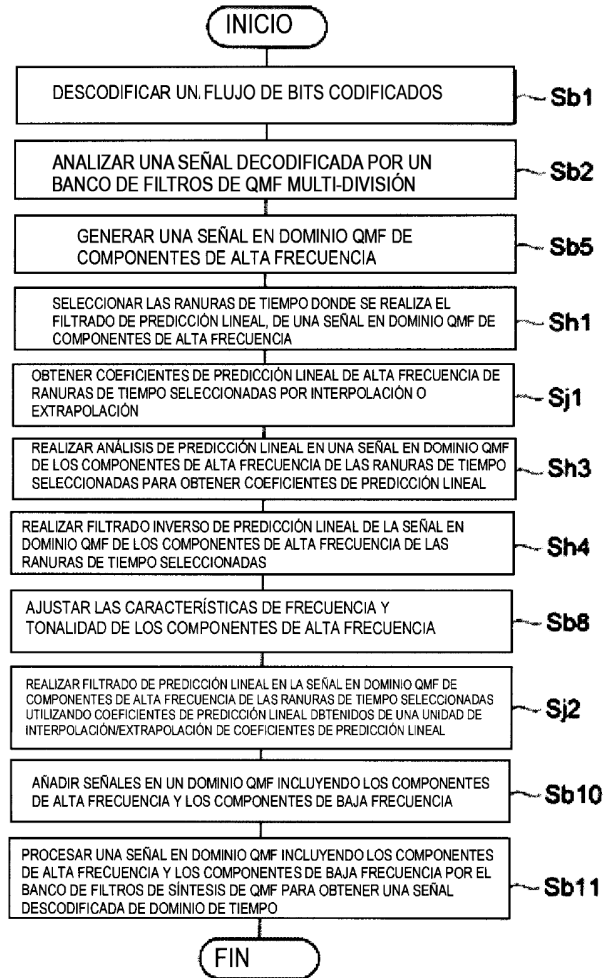 INICIO
DESCODIFICAR UN FLUJO DE BITS CODIFICADOS
Sb1
ANALIZAR UNA SEÑAL DECODIFICADA POR UN
BANCO DE FILTROS DE QMF MULTI-DIVISIÓN
Sb2
GENERAR UNA SEÑAL EN DOMINIO QMF DE
COMPONENTES DE ALTA FRECUENCIA
Sb5
SELECCIONAR LAS RANURAS DE TIEMPO DONDE SE REALIZA EL
FILTRADO DE PREDICCIÓN LINEAL, DE UNA SEÑAL EN DOMINIO QMF DE
COMPONENTES DE ALTA FRECUENCIA
Sh1
OBTENER COEFICIENTES DE PREDICCIÓN LINEAL DE ALTA FRECUENCIA DE
RANURAS DE TIEMPO SELECCIONADAS POR INTERPOLACIÓN O
EXTRAPOLACIÓN
Sj1
REALIZAR ANÁLISIS DE PREDICCIÓN LINEAL EN UNA SEÑAL EN DOMINIO QMF
DE LOS COMPONENTES DE ALTA FRECUENCIA DE LAS RANURAS DE TIEMPO
SELECCIONADAS PARA OBTENER COEFICIENTES DE PREDICCIÓN LINEAL
Sh3
REALIZAR FILTRADO INVERSO DE PREDICCIÓN LINEAL DE LA SEÑAL EN
DOMINIO QMF DE LOS COMPONENTES DE ALTA FRECUENCIA DE LAS
RANURAS DE TIEMPO SELECCIONADAS
Sh4
AJUSTAR LAS CARACTERÍSTICAS DE FRECUENCIA Y
TONALIDAD DE LOS COMPONENTES DE ALTA FRECUENCIA
Sb8
REALIZAR FILTRADO DE PREDICCIÓN LINEAL EN LA SEÑAL EN DOMINIO QMF DE
COMPONENTES DE ALTA FRECUENCIA DE LAS RANURAS DE TIEMPO SELECCIONADAS
UTILIZANDO COEFICIENTES DE PREDICCIÓN LINEAL OBTENIDOS DE UNA UNIDAD DE
INTERPOLACIÓN/EXTRAPOLACIÓN DE COEFICIENTES DE PREDICCIÓN LINEAL
Sj2
AÑADIR SEÑALES EN UN DOMINIO QMF INCLUYENDO LOS COMPONENTES
DE ALTA FRECUENCIA Y LOS COMPONENTES DE BAJA FRECUENCIA
Sb10
PROCESAR UNA SEÑAL EN DOMINIO QMF INCLUYENDO LOS COMPONENTES
DE ALTA FRECUENCIA Y LOS COMPONENTES DE BAJA FRECUENCIA POR EL
BANCO DE FILTROS DE SÍNTESIS DE QMF PARA OBTENER UNA SEÑAL
DESCODIFICADA DE DOMINIO DE TIEMPO
Sb11
FIN